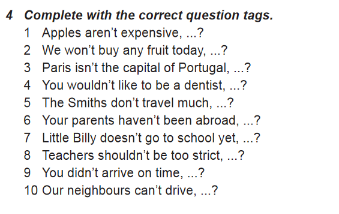 4 Complete with the correct question tags.
1 Apples aren't expensive, ...?
2 We won't buy any fruit today, ...?
3 Paris isn't the capital of Portugal, ...?
4 You wouldn't like to be a dentist, ...?
5 The Smiths don't travel much, ...?
6 Your parents haven't been abroad, ...?
7 Little Billy doesn't go to school yet, ...?
8 Teachers shouldn't be too strict, ...?
9 You didn't arrive on time, ...?
10 Our neighbours can't drive, ...?